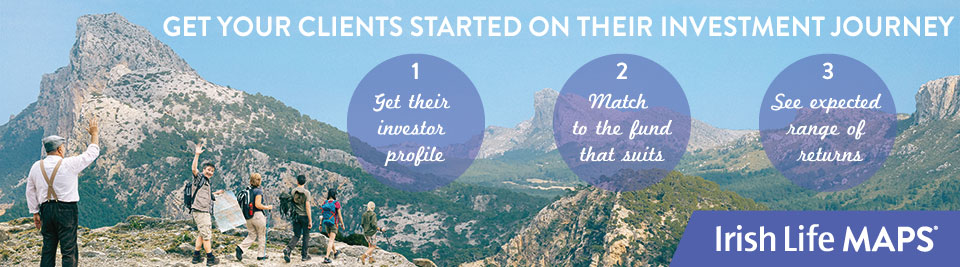 GET YOUR CLIENTS STARTED ON THEIR INVESTMENT JOURNEY
1
Get their
investor
profile
2
Match
to the fund
that suits
3
See expected
range of
returns
Irish Life MAPS®